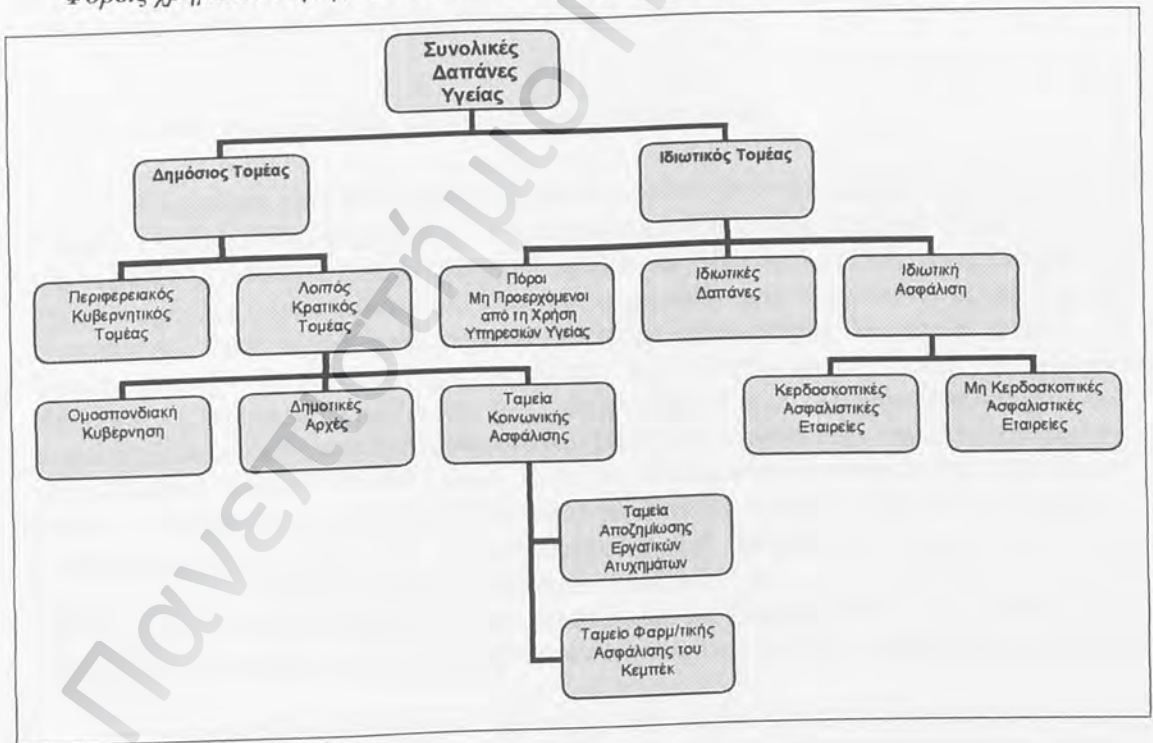 Συνολικές
Δαπάνες
Υγείας
Δημόσιος Τομέας
Ιδιωτικός Τομέας
Περιφερειακός
Κυβερνητικός
Τομέας
Λοιπός
Κρατικός
Τομέας
Πόροι
Μη Προερχόμενοι
από τη Χρήση
Υπηρεσιών Υγείας
Ιδιωτικές
Δαπάνες
Ιδιωτική
Ασφάλιση
Ομοσπονδιακή
Κυβερνηση
Δημοτικές
Αρχές
Ταμεία
Κοινωνικής
Ασφάλισης
Κερδοσκοπικές
Ασφαλιστικές
Εταιρείες
Μη Κερδοσκοπικές
Ασφαλιστικές
Εταιρείες
Ταμεία
Αποζημίωσης
Εργατικών
Ατυχημάτων
Ταμείο Φαρμ/τικής
Ασφάλισης του
Κεμπέκ
Πανεπιστήμιο